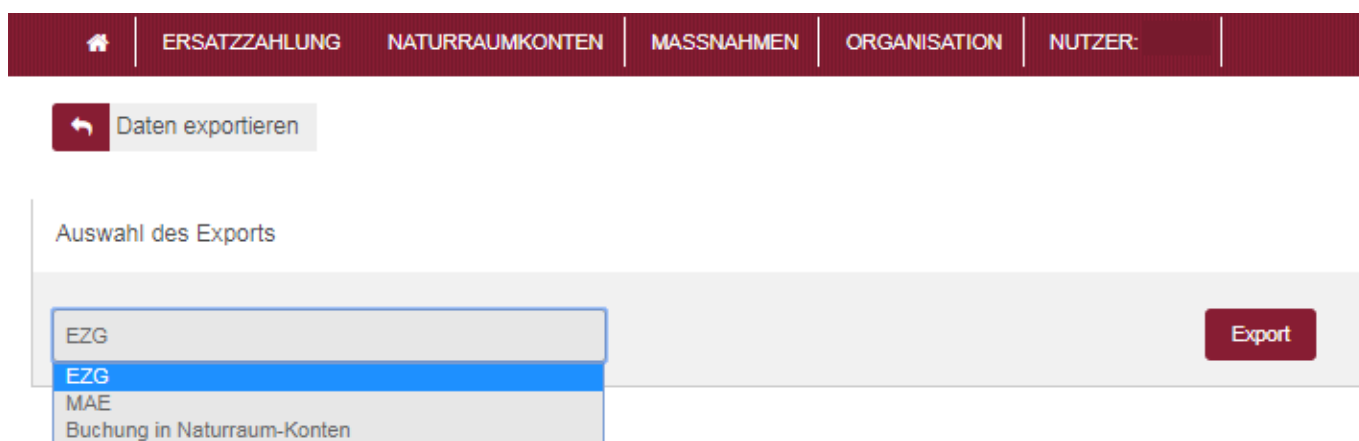 ERSATZZAHLUNG NATURRAUMKONTEN MASSNAHMEN ORGANISATION NUTZER:
Daten exportieren
Auswahl des Exports
EZG
Export
EZG
MAE
Buchung in Naturraum-Konten